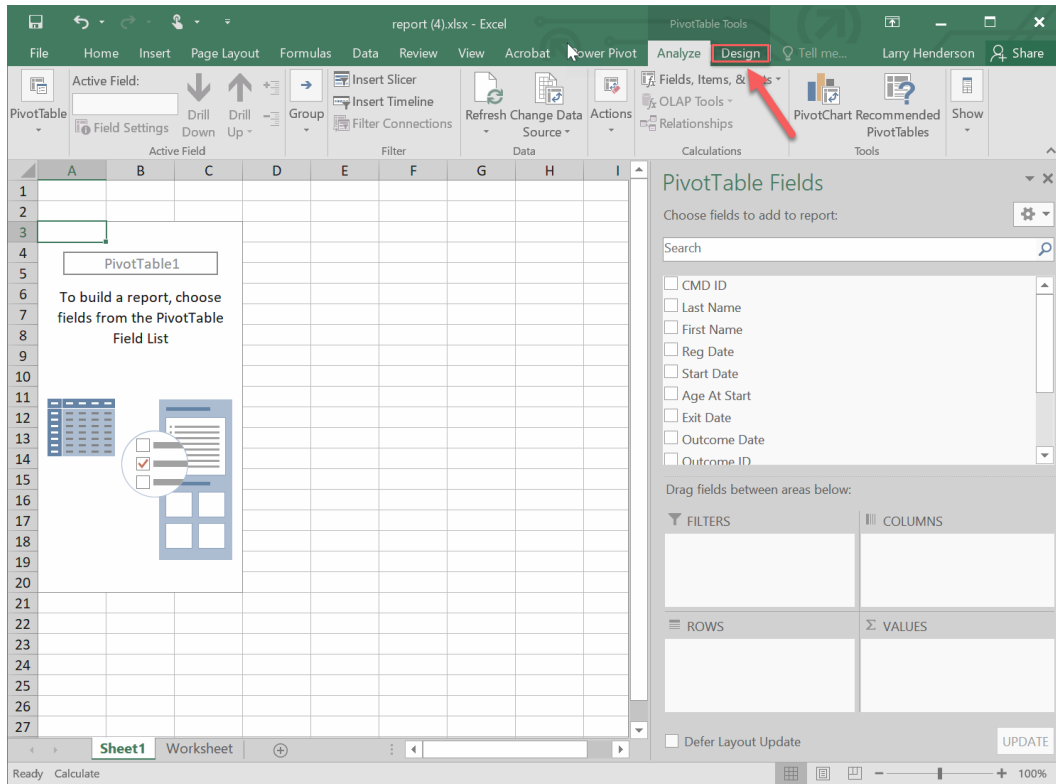 report (4).xlsx - Excel
PivotTable Tools
File Home Insert Page Layout Formulas Data Review View Acrobat Power Pivot Analyze Design Tell me... Larry Henderson Share
PivotTable
Active Field:
Field Settings
Drill Down
Drill Up
Active Field
Group
Insert Slicer
Insert Timeline
Filter Connections
Filter
Refresh
Change Data Source
Data
Actions
Fields, Items, &
OLAP Tools
Relationships
Calculations
PivotChart
Recommended PivotTables
Tools
Show
A B C D E F G H I
1
2
3
4
5
6
7
8
9
10
11
12
13
14
15
16
17
18
19
20
21
22
23
24
25
26
27
PivotTable1
To build a report, choose
fields from the PivotTable
Field List
PivotTable Fields
Choose fields to add to report:
Search
CMD ID
Last Name
First Name
Reg Date
Start Date
Age At Start
Exit Date
Outcome Date
Outcome ID
Drag fields between areas below:
FILTERS
COLUMNS
ROWS
Σ VALUES
Defer Layout Update
UPDATE
Sheet1 Worksheet
Ready Calculate
100%